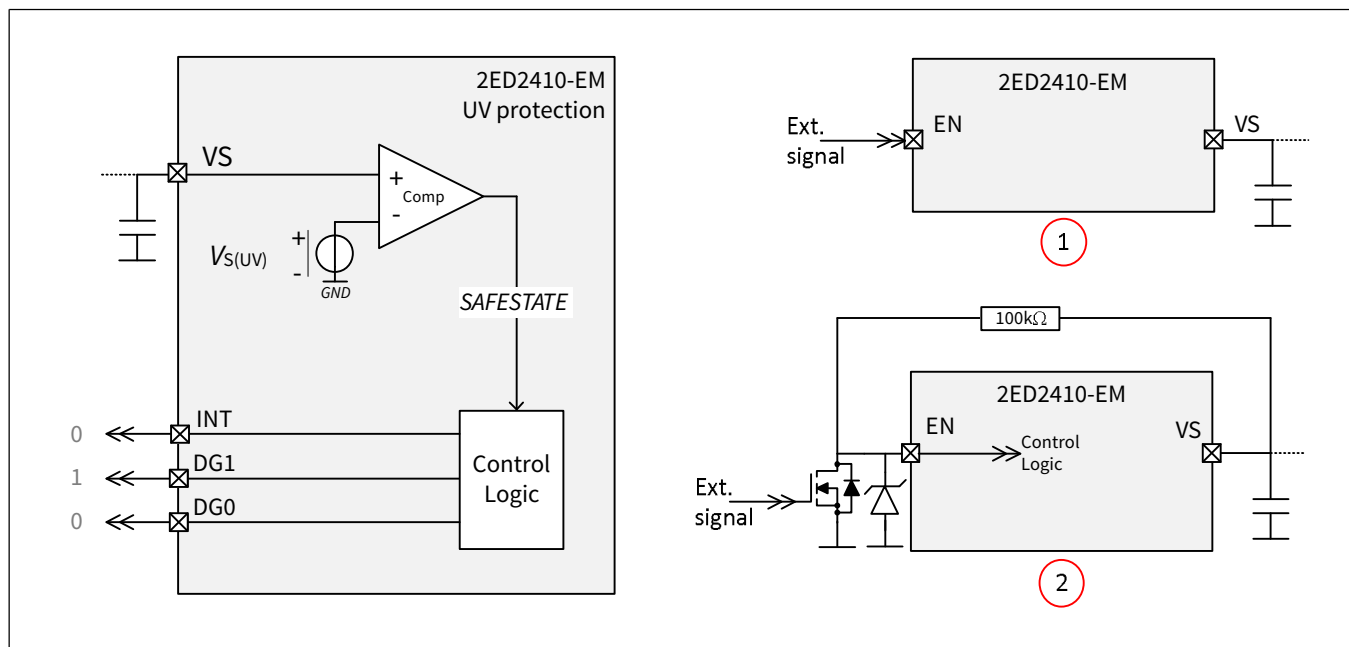 2ED2410-EM
UV protection
VS
+
Comp
-
+
VS(UV)
-
GND
SAFESTATE
INT
0
DG1
1
DG0
0
Control
Logic
2ED2410-EM
Ext.
signal
EN
VS
1
100kΩ
2ED2410-EM
EN
VS
Control
Logic
Ext.
signal
2